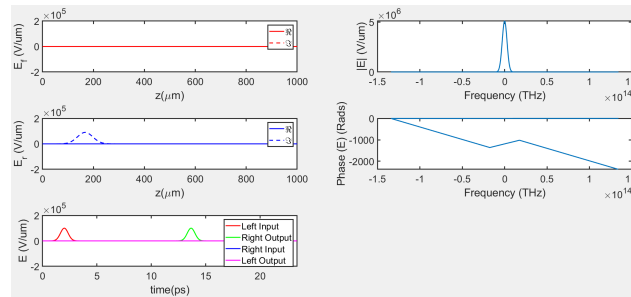 ×10^5
2
0
-2
E_f (V/um)
ℜ
ℑ
0 200 400 600 800 1000
z(μm)
×10^5
2
0
-2
E_r (V/um)
ℜ
ℑ
0 200 400 600 800 1000
z(μm)
×10^5
2
0
-2
E (V/um)
Left Input
Right Output
Right Input
Left Output
0 5 10 15 20
time(ps)
×10^6
5
0
|E| (V/um)
-1.5 -1 -0.5 0 0.5 1
Frequency (THz)
×10^14
0
-1000
-2000
Phase (E) (Rads)
-1.5 -1 -0.5 0 0.5 1
Frequency (THz)
×10^14